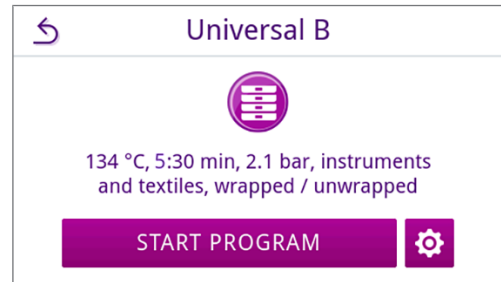 Universal B
134 °C, 5:30 min, 2.1 bar, instruments
and textiles, wrapped / unwrapped
START PROGRAM